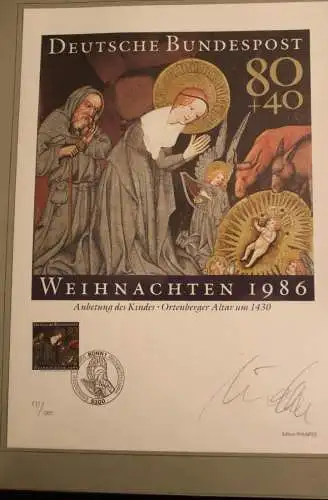 DEUTSCHE BUNDESPOST
80
+40
WEIHNACHTEN 1986
Anbetung des Kindes · Ortenberger Altar um 1430
BONN 1
5300